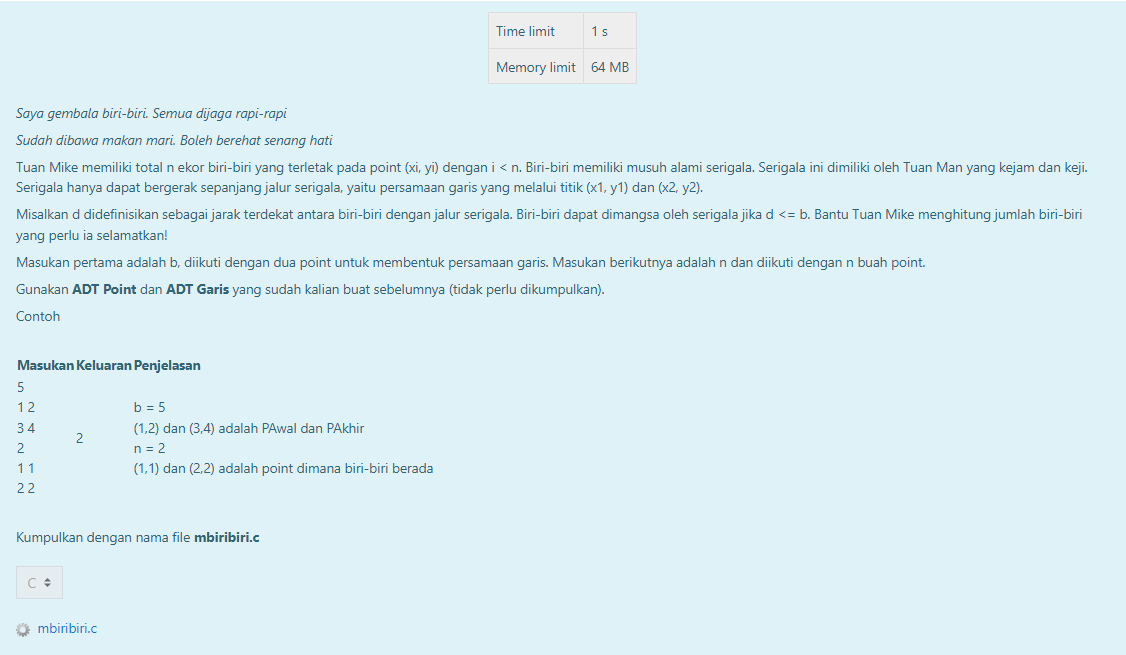 Time limit 1 s
Memory limit 64 MB
Saya gembala biri-biri. Semua dijaga rapi-rapi
Sudah dibawa makan mari. Boleh berehat senang hati
Tuan Mike memiliki total n ekor biri-biri yang terletak pada point (xi, yi) dengan i < n. Biri-biri memiliki musuh alami serigala. Serigala ini dimiliki oleh Tuan Man yang kejam dan keji.
Serigala hanya dapat bergerak sepanjang jalur serigala, yaitu persamaan garis yang melalui titik (x1, y1) dan (x2, y2).
Misalkan d didefinisikan sebagai jarak terdekat antara biri-biri dengan jalur serigala. Biri-biri dapat dimangsa oleh serigala jika d <= b. Bantu Tuan Mike menghitung jumlah biri-biri
yang perlu ia selamatkan!
Masukan pertama adalah b, diikuti dengan dua point untuk membentuk persamaan garis. Masukan berikutnya adalah n dan diikuti dengan n buah point.
Gunakan ADT Point dan ADT Garis yang sudah kalian buat sebelumnya (tidak perlu dikumpulkan).
Contoh
Masukan Keluaran Penjelasan
5
1 2 b = 5
3 4 (1,2) dan (3,4) adalah PAwal dan PAkhir
2
2 n = 2
1 1 (1,1) dan (2,2) adalah point dimana biri-biri berada
2 2
Kumpulkan dengan nama file mbiribiri.c
C
mbiribiri.c